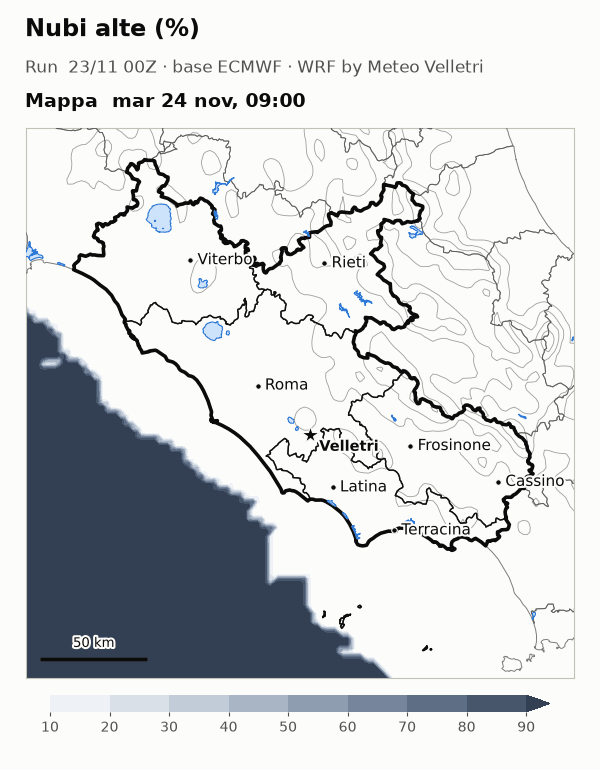 Nubi alte (%)
Run  23/11 00Z · base ECMWF · WRF by Meteo Velletri
Mappa  mar 24 nov, 09:00
Viterbo
Rieti
Roma
Velletri
Frosinone
Latina
Cassino
Terracina
50 km
10 20 30 40 50 60 70 80 90